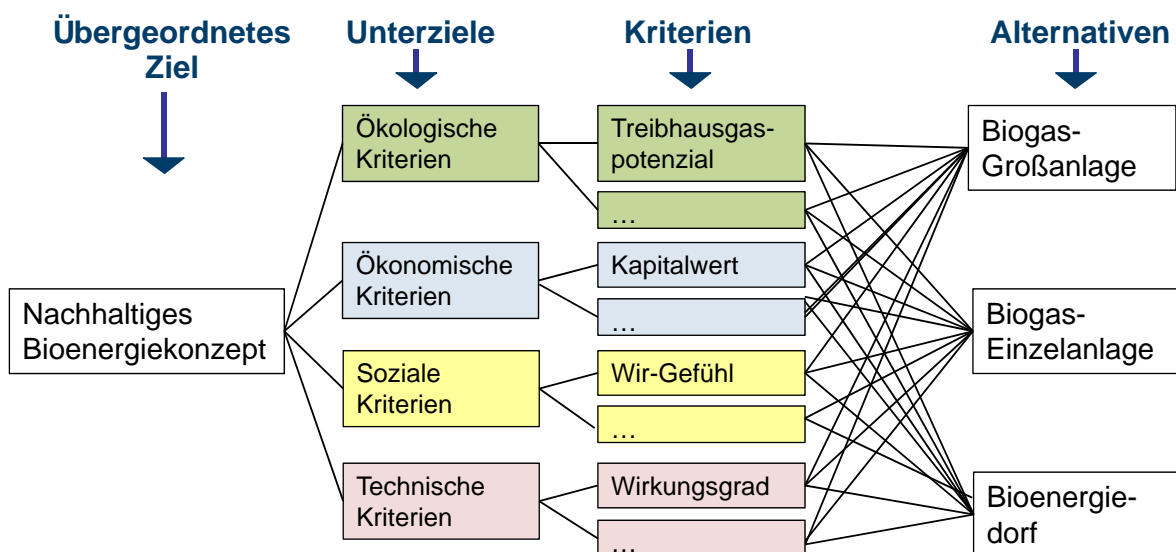 Übergeordnetes
Ziel
Unterziele
Kriterien
Alternativen
Nachhaltiges
Bioenergiekonzept
Ökologische
Kriterien
Ökonomische
Kriterien
Soziale
Kriterien
Technische
Kriterien
Treibhausgas-
potenzial
...
Kapitalwert
...
Wir-Gefühl
...
Wirkungsgrad
...
Biogas-
Großanlage
Biogas-
Einzelanlage
Bioenergie-
dorf